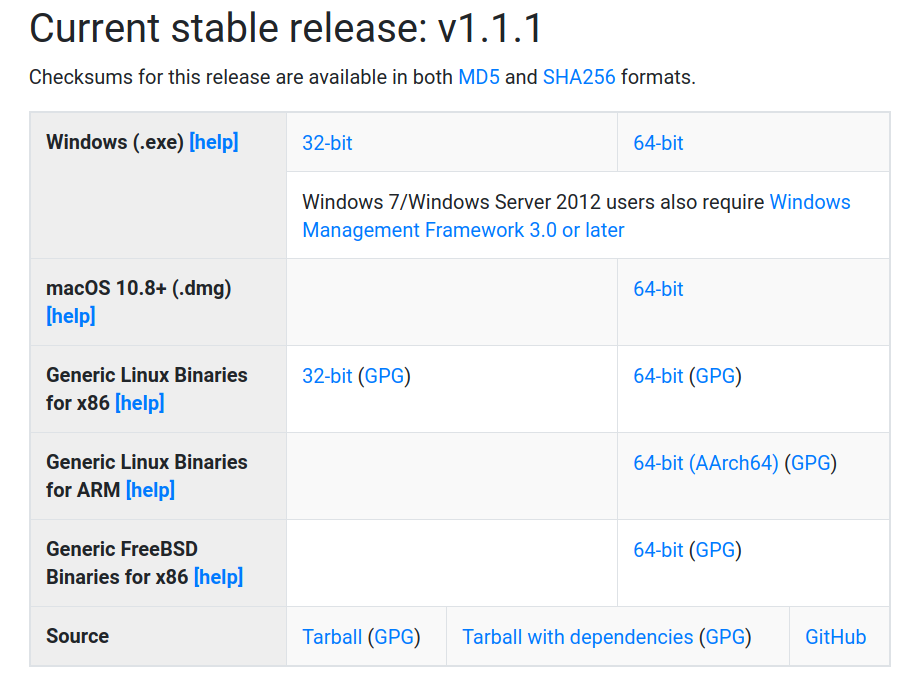 Current stable release: v1.1.1
Checksums for this release are available in both MD5 and SHA256 formats.
Windows (.exe) [help]
32-bit
64-bit
Windows 7/Windows Server 2012 users also require Windows
Management Framework 3.0 or later
macOS 10.8+ (.dmg)
[help]
64-bit
Generic Linux Binaries
for x86 [help]
32-bit (GPG)
64-bit (GPG)
Generic Linux Binaries
for ARM [help]
64-bit (AArch64) (GPG)
Generic FreeBSD
Binaries for x86 [help]
64-bit (GPG)
Source
Tarball (GPG)
Tarball with dependencies (GPG)
GitHub